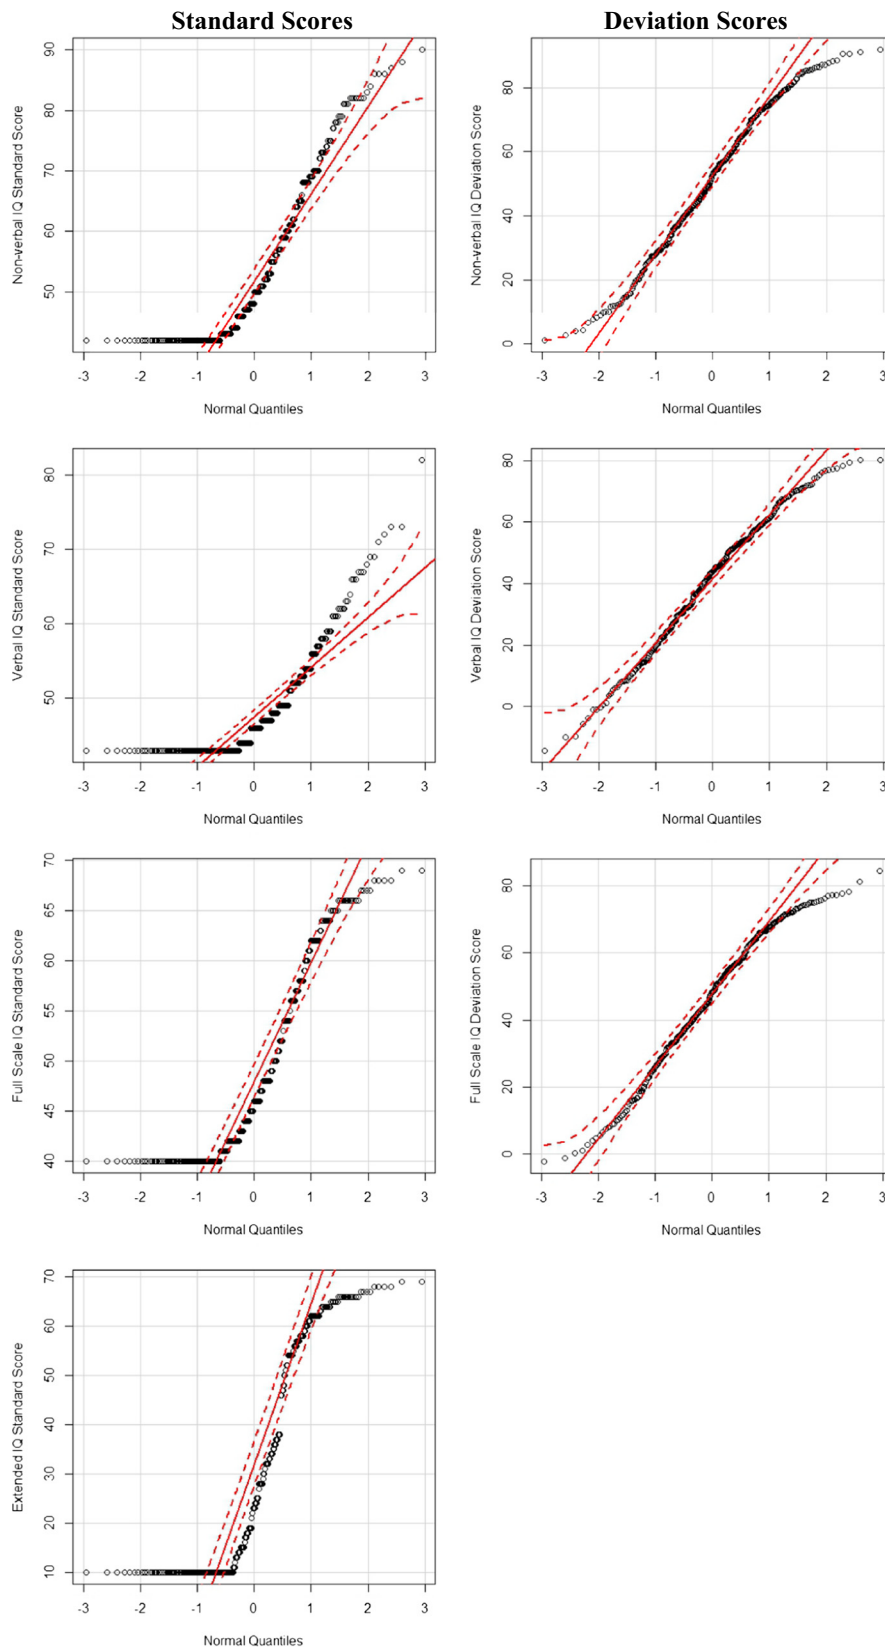 Standard Scores
Deviation Scores
Non-verbal IQ Standard Score
90
80
70
60
50
-3 -2 -1 0 1 2 3
Normal Quantiles
Non-verbal IQ Deviation Score
80
60
40
20
0
-3 -2 -1 0 1 2 3
Normal Quantiles
Verbal IQ Standard Score
80
70
60
50
-3 -2 -1 0 1 2 3
Normal Quantiles
Verbal IQ Deviation Score
80
60
40
20
0
-3 -2 -1 0 1 2 3
Normal Quantiles
Full Scale IQ Standard Score
70
65
60
55
50
45
40
-3 -2 -1 0 1 2 3
Normal Quantiles
Full Scale IQ Deviation Score
80
60
40
20
0
-3 -2 -1 0 1 2 3
Normal Quantiles
Extended IQ Standard Score
70
60
50
40
30
20
10
-3 -2 -1 0 1 2 3
Normal Quantiles